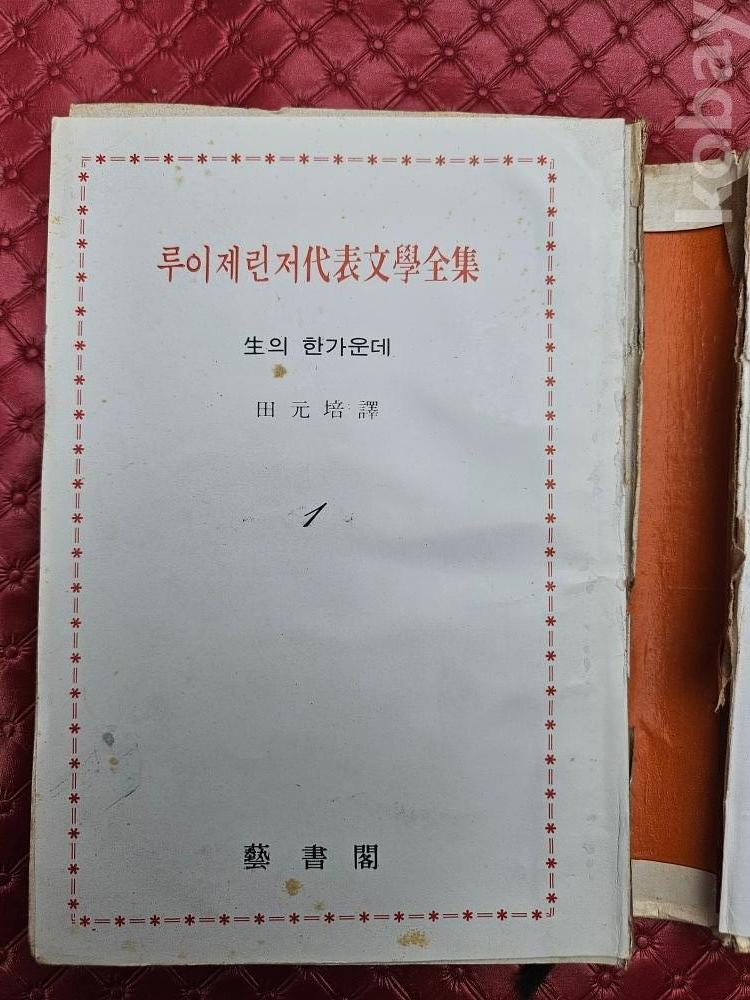 루이제린저代表文學全集
生의 한가운데
田元培譯
1
藝書閣
kobay